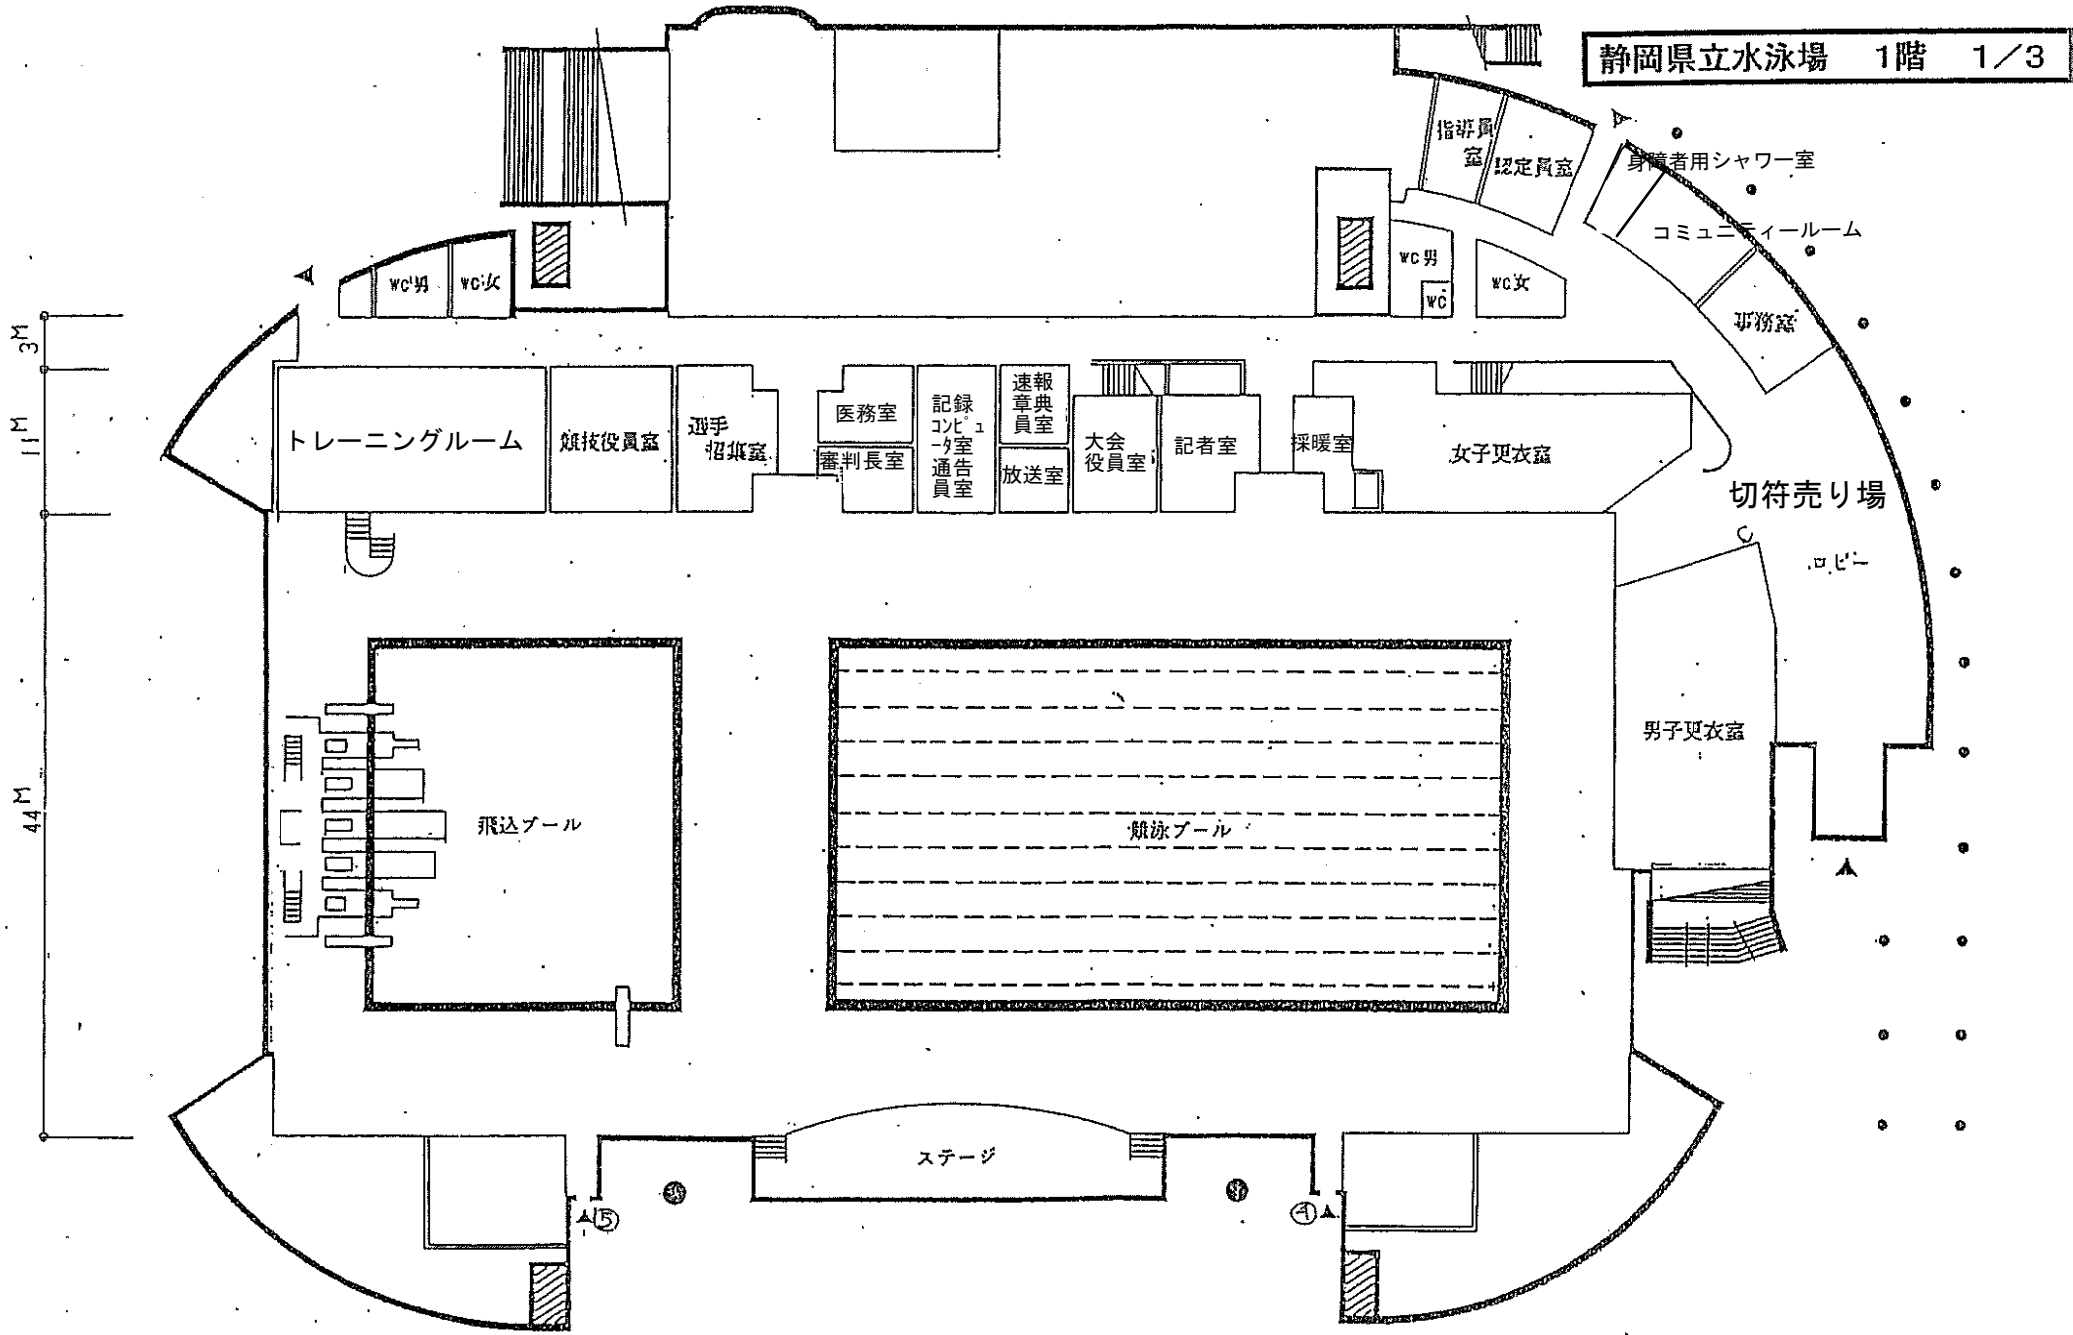 静岡県立水泳場 1階 1/3
指導員
室
認定員室
身障者用シャワー室
コミュニティールーム
事務室
WC男
WC女
WC男
WC
WC女
3M
11M
44M
トレーニングルーム
競技役員室
選手
招集室
医務室
審判長室
記録
コンピュ
ータ室
通告
員室
速報
章典
員室
放送室
大会
役員室
記者室
採暖室
女子更衣室
切符売り場
ロビー
男子更衣室
飛込プール
競泳プール
ステージ
⑤
④